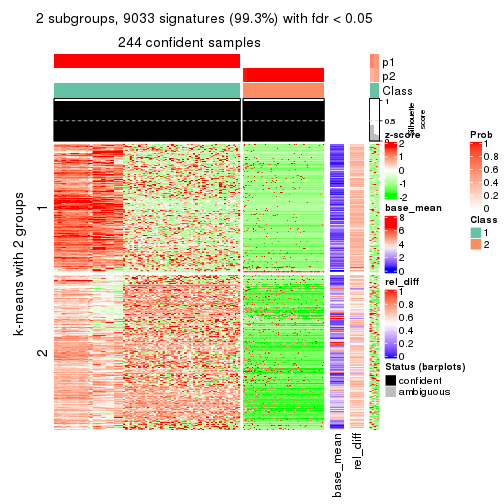 2 subgroups, 9033 signatures (99.3%) with fdr < 0.05
244 confident samples
p1
p2
Class
1
0.5
0
Silhouette
score
k-means with 2 groups
1
2
base_mean
rel_diff
z-score
2
1
0
-1
-2
base_mean
8
6
4
2
0
rel_diff
1
0.8
0.6
0.4
0.2
0
Status (barplots)
confident
ambiguous
Prob
1
0.8
0.6
0.4
0.2
0
Class
1
2